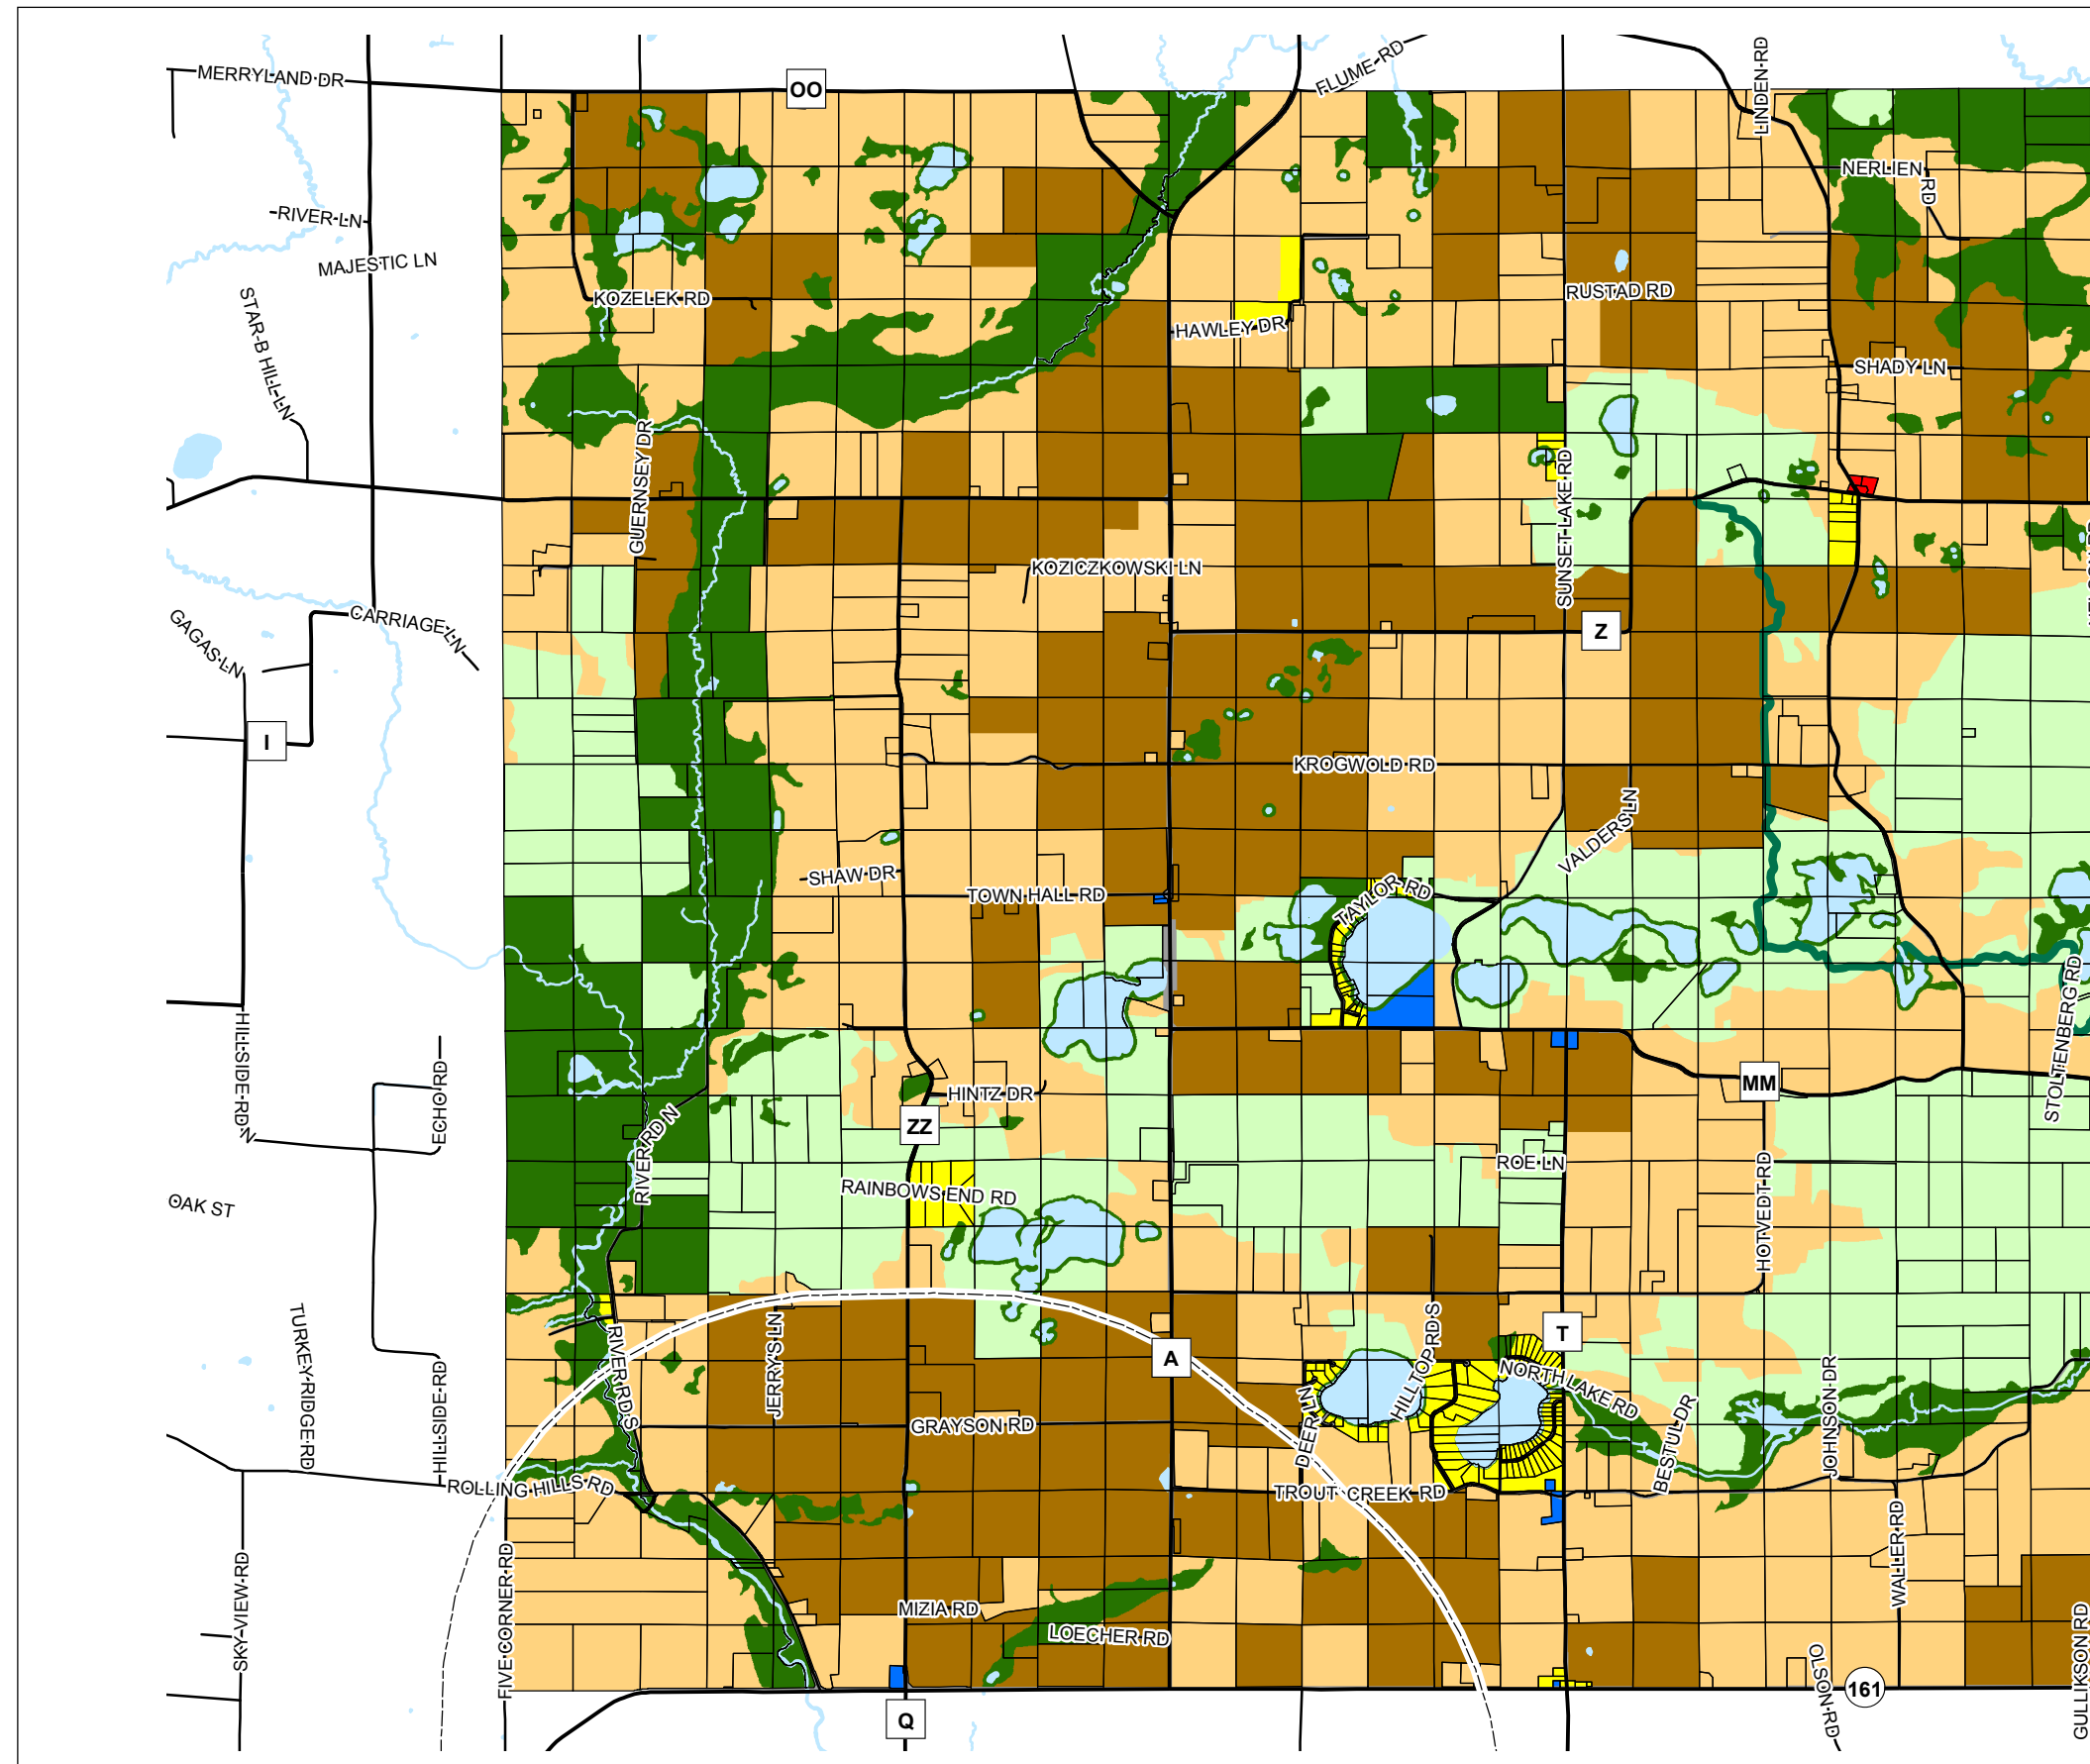 MERRYLAND DR
OO
FLUME RD
LINDEN RD
NERLIEN RD
RIVER LN
MAJESTIC LN
STAR-B HILL LN
KOZELEK RD
RUSTAD RD
HAWLEY DR
SHADY LN
GUERNSEY DR
SUNSET LAKE RD
KOZICZKOWSKI LN
GAGAS LN
CARRIAGE LN
Z
I
KROGWOLD RD
VALDERS LN
SHAW DR
TOWN HALL RD
TAYLOR RD
STOLTENBERG RD
HILLSIDE RD N
ECHO RD
HINTZ DR
MM
ZZ
RIVER RD N
ROE LN
RAINBOWS END RD
OAK ST
HOTVEDT RD
TURKEY RIDGE RD
HILLSIDE RD
RIVER RD S
JERRY'S LN
A
HILLTOP RD S
T
NORTH LAKE RD
DEER LN
BESTUL DR
JOHNSON DR
GRAYSON RD
ROLLING HILLS RD
TROUT CREEK RD
SKY VIEW RD
FIVE CORNER RD
WALER RD
MIZIA RD
LOECHER RD
OLSON RD
161
GULLIKSON RD
Q